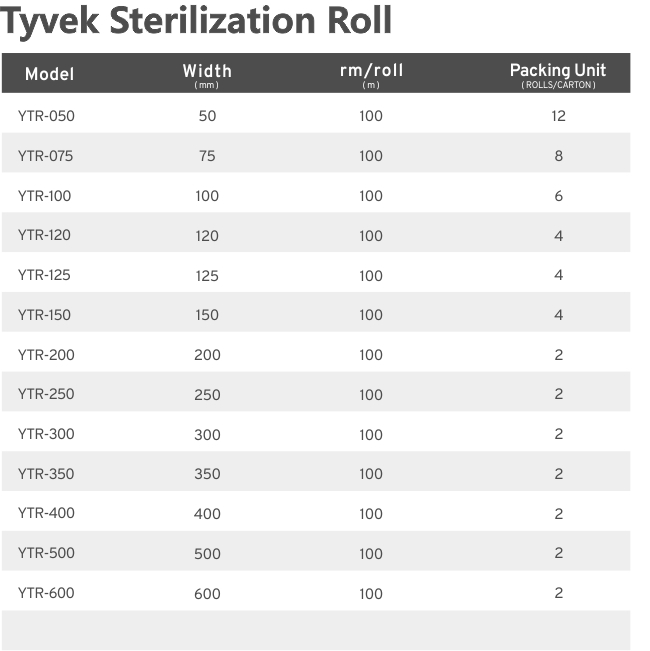 Tyvek Sterilization Roll
Model Width rm/roll Packing Unit
(mm) (m) (ROLLS/CARTON)
YTR-050 50 100 12
YTR-075 75 100 8
YTR-100 100 100 6
YTR-120 120 100 4
YTR-125 125 100 4
YTR-150 150 100 4
YTR-200 200 100 2
YTR-250 250 100 2
YTR-300 300 100 2
YTR-350 350 100 2
YTR-400 400 100 2
YTR-500 500 100 2
YTR-600 600 100 2